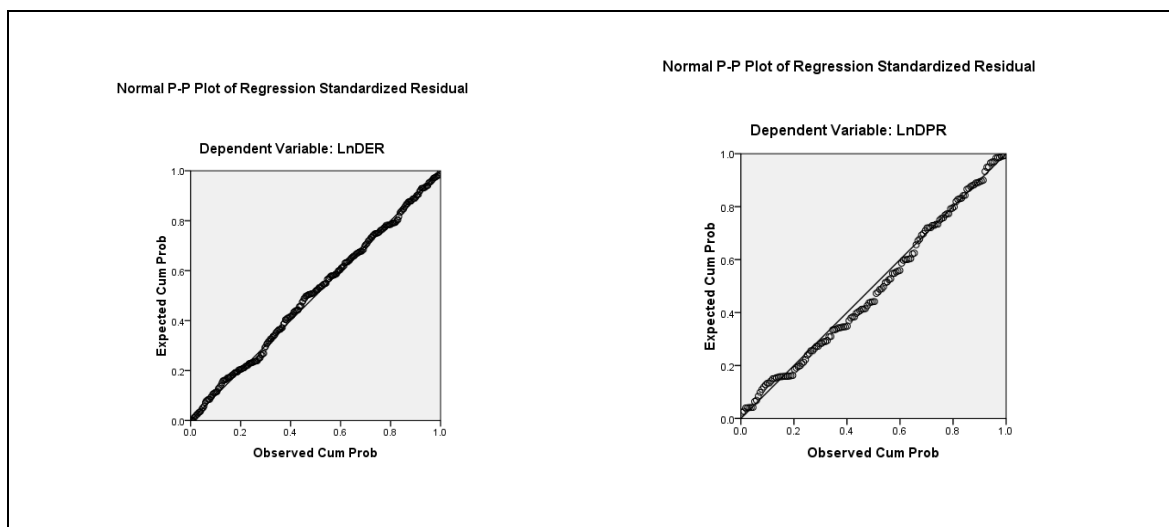 Normal P-P Plot of Regression Standardized Residual
Dependent Variable: LnDER
1.0
0.8
0.6
0.4
0.2
0.0
0.0 0.2 0.4 0.6 0.8 1.0
Expected Cum Prob
Observed Cum Prob
Normal P-P Plot of Regression Standardized Residual
Dependent Variable: LnDPR
1.0
0.8
0.6
0.4
0.2
0.0
0.0 0.2 0.4 0.6 0.8 1.0
Expected Cum Prob
Observed Cum Prob